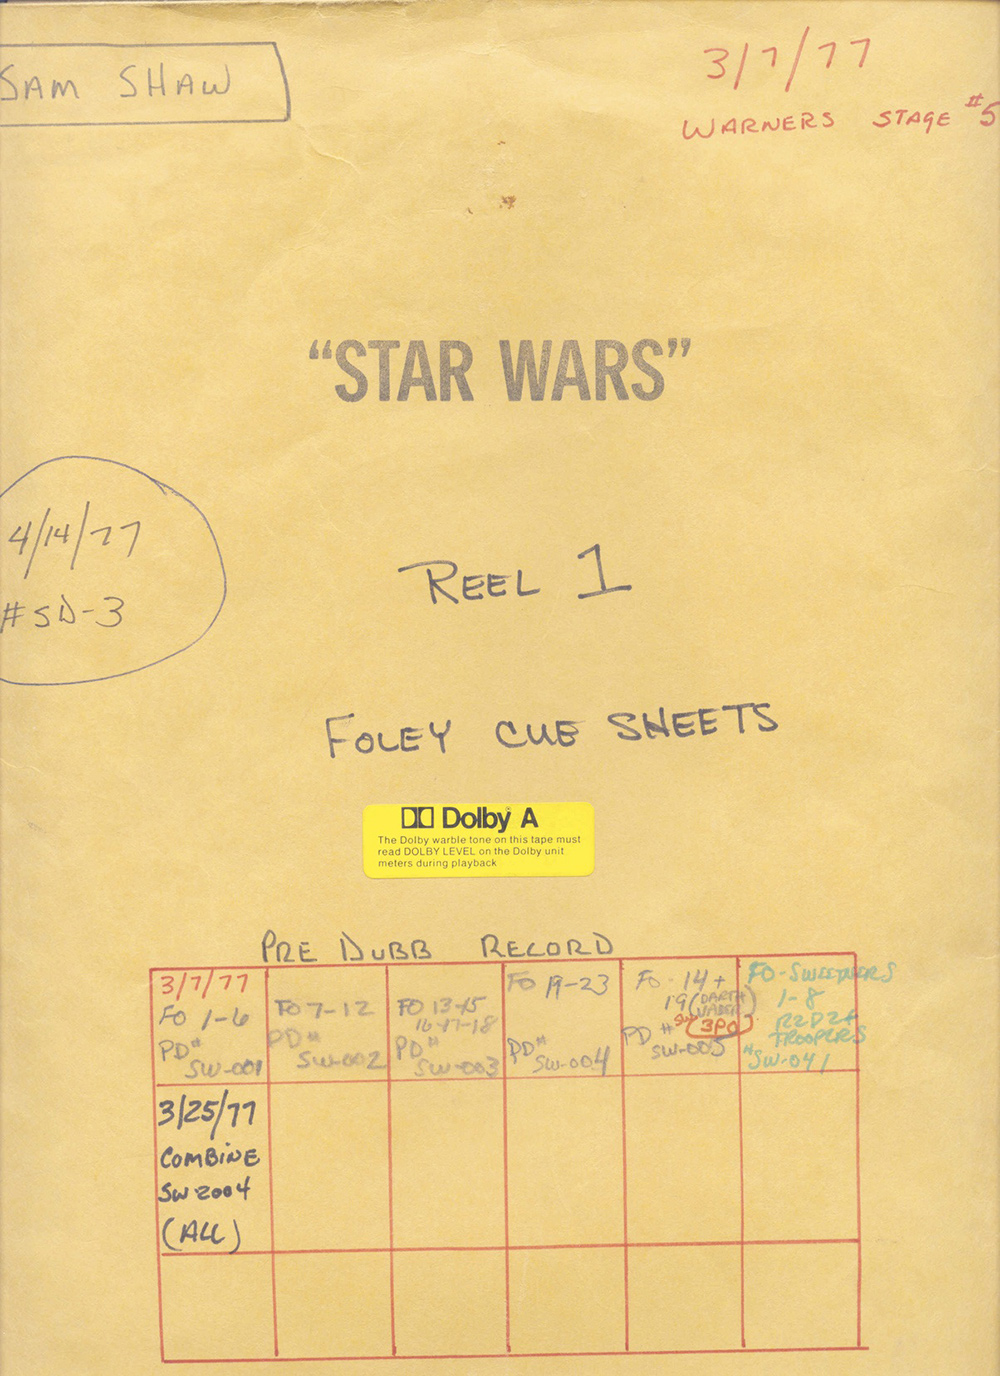 SAM SHAW
3/7/77
WARNERS STAGE #5
"STAR WARS"
4/14/77
#SD-3
REEL 1
FOLEY CUE SHEETS
Dolby A
The Dolby warble tone on this tape must
read DOLBY LEVEL on the Dolby unit
meters during playback
PRE DUBB RECORD
3/7/77
FO 1-6
PD#
SW-001
FO 7-12
PD#
SW-002
FO 13-15
16-17-18
PD#
SW-003
FO 19-23
PD#
SW-004
FO - 14 +
19 (DARTH
VADER)
3PO
PD #
SW-005
FO-SWEETNERS
1-8
R2D2+
TROOPERS
#SW-041
3/25/77
COMBINE
SW2004
(ALL)